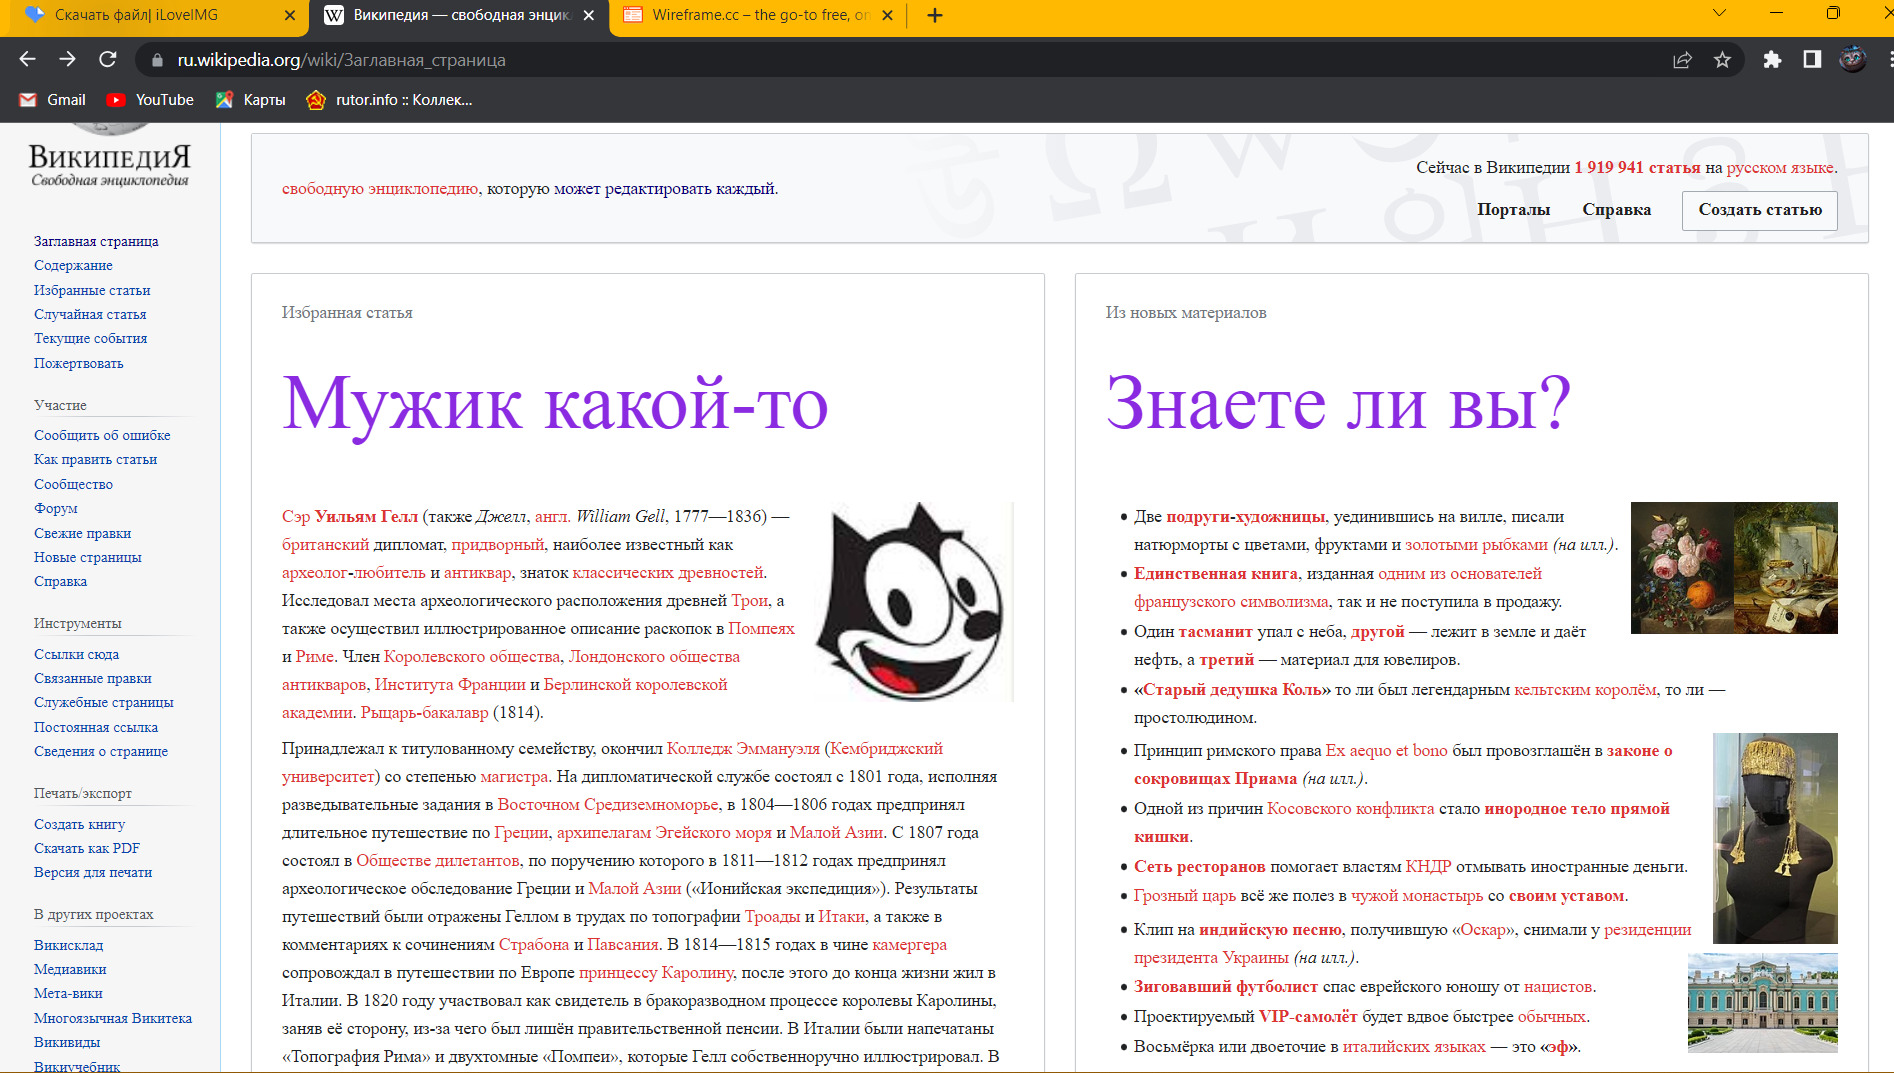 Скачать файл| iLoveIMG
Википедия — свободная энцик
Wireframe.cc – the go-to free, on
ru.wikipedia.org/wiki/Заглавная_страница
Gmail
YouTube
Карты
rutor.info :: Коллек...
ВикипедиЯ
Свободная энциклопедия
Заглавная страница
Содержание
Избранные статьи
Случайная статья
Текущие события
Пожертвовать
Участие
Сообщить об ошибке
Как править статьи
Сообщество
Форум
Свежие правки
Новые страницы
Справка
Инструменты
Ссылки сюда
Связанные правки
Служебные страницы
Постоянная ссылка
Сведения о странице
Печать/экспорт
Создать книгу
Скачать как PDF
Версия для печати
В других проектах
Викисклад
Медиавики
Мета-вики
Многоязычная Викитека
Викивиды
Викиучебник
свободную энциклопедию, которую может редактировать каждый.
Сейчас в Википедии 1 919 941 статья на русском языке.
Порталы
Справка
Создать статью
Избранная статья
Мужик какой-то
Сэр Уильям Гелл (также Джелл, англ. William Gell, 1777—1836) —
британский дипломат, придворный, наиболее известный как
археолог-любитель и антиквар, знаток классических древностей.
Исследовал места археологического расположения древней Трои, а
также осуществил иллюстрированное описание раскопок в Помпеях
и Риме. Член Королевского общества, Лондонского общества
антикваров, Института Франции и Берлинской королевской
академии. Рыцарь-бакалавр (1814).
Принадлежал к титулованному семейству, окончил Колледж Эммануэля (Кембриджский
университет) со степенью магистра. На дипломатической службе состоял с 1801 года, исполняя
разведывательные задания в Восточном Средиземноморье, в 1804—1806 годах предпринял
длительное путешествие по Греции, архипелагам Эгейского моря и Малой Азии. С 1807 года
состоял в Обществе дилетантов, по поручению которого в 1811—1812 годах предпринял
археологическое обследование Греции и Малой Азии («Ионийская экспедиция»). Результаты
путешествий были отражены Геллом в трудах по топографии Троады и Итаки, а также в
комментариях к сочинениям Страбона и Павсания. В 1814—1815 годах в чине камергера
сопровождал в путешествии по Европе принцессу Каролину, после этого до конца жизни жил в
Италии. В 1820 году участвовал как свидетель в бракоразводном процессе королевы Каролины,
заняв её сторону, из-за чего был лишён правительственной пенсии. В Италии были напечатаны
«Топография Рима» и двухтомные «Помпеи», которые Гелл собственноручно иллюстрировал. В
Из новых материалов
Знаете ли вы?
Две подруги-художницы, уединившись на вилле, писали
натюрморты с цветами, фруктами и золотыми рыбками (на илл.).
Единственная книга, изданная одним из основателей
французского символизма, так и не поступила в продажу.
Один тасманит упал с неба, другой — лежит в земле и даёт
нефть, а третий — материал для ювелиров.
«Старый дедушка Коль» то ли был легендарным кельтским королём, то ли —
простолюдином.
Принцип римского права Ex aequo et bono был провозглашён в законе о
сокровищах Приама (на илл.).
Одной из причин Косовского конфликта стало инородное тело прямой
кишки.
Сеть ресторанов помогает властям КНДР отмывать иностранные деньги.
Грозный царь всё же полез в чужой монастырь со своим уставом.
Клип на индийскую песню, получившую «Оскар», снимали у резиденции
президента Украины (на илл.).
Зиговавший футболист спас еврейского юношу от нацистов.
Проектируемый VIP-самолёт будет вдвое быстрее обычных.
Восьмёрка или двоеточие в италийских языках — это «эф».